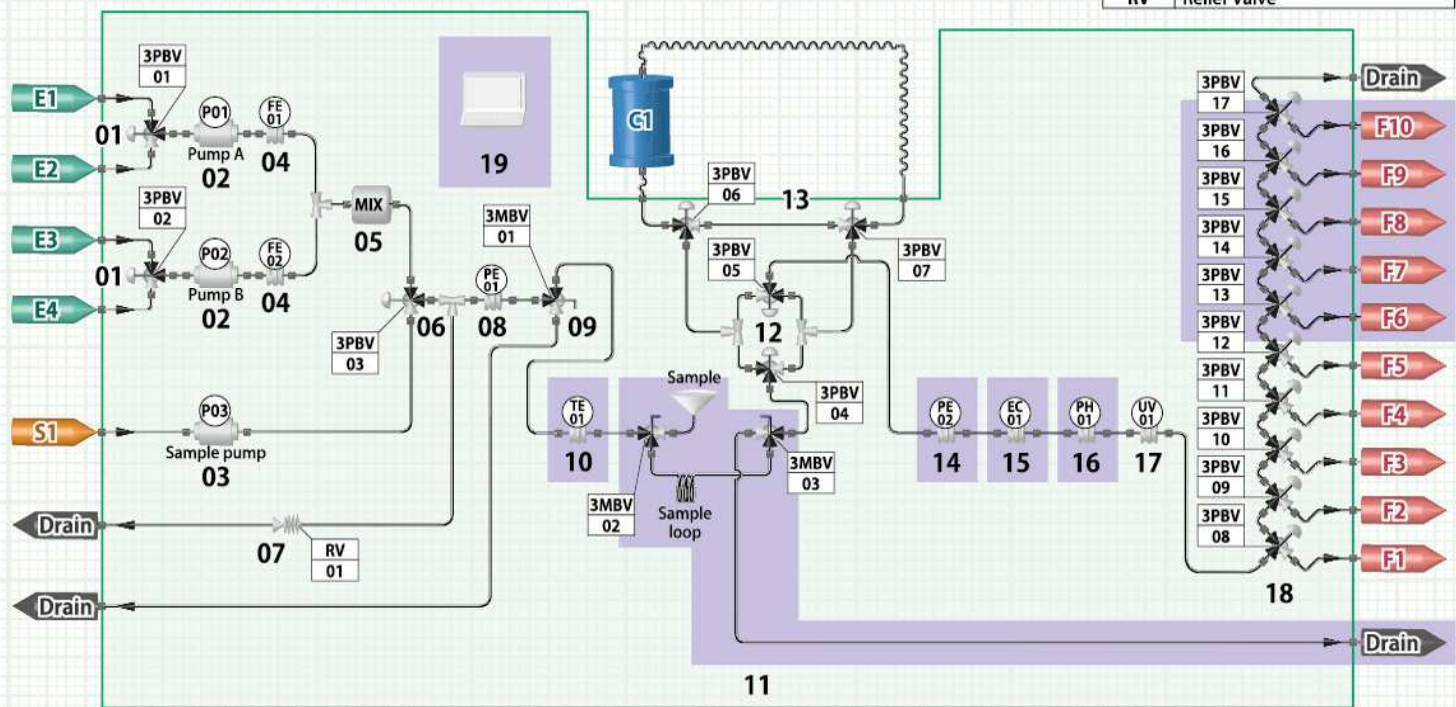 RV Relief Valve
E1
E2
E3
E4
S1
Drain
Drain
3PBV
01
01
P01
Pump A
02
FE
01
04
3PBV
02
01
P02
Pump B
02
FE
02
04
MIX
05
3PBV
03
06
P03
Sample pump
03
07
RV
01
PE
01
08
3MBV
01
09
19
TE
01
10
Sample
3MBV
02
Sample
loop
3MBV
03
11
C1
3PBV
06
13
3PBV
07
3PBV
05
12
3PBV
04
PE
02
14
EC
01
15
PH
01
16
UV
01
17
3PBV
17
3PBV
16
3PBV
15
3PBV
14
3PBV
13
3PBV
12
3PBV
11
3PBV
10
3PBV
09
3PBV
08
18
Drain
F10
F9
F8
F7
F6
F5
F4
F3
F2
F1
Drain